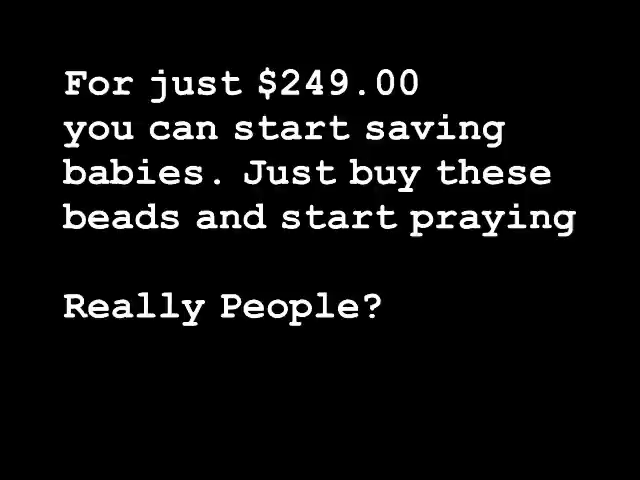 For just $249.00
you can start saving
babies. Just buy these
beads and start praying
Really People?